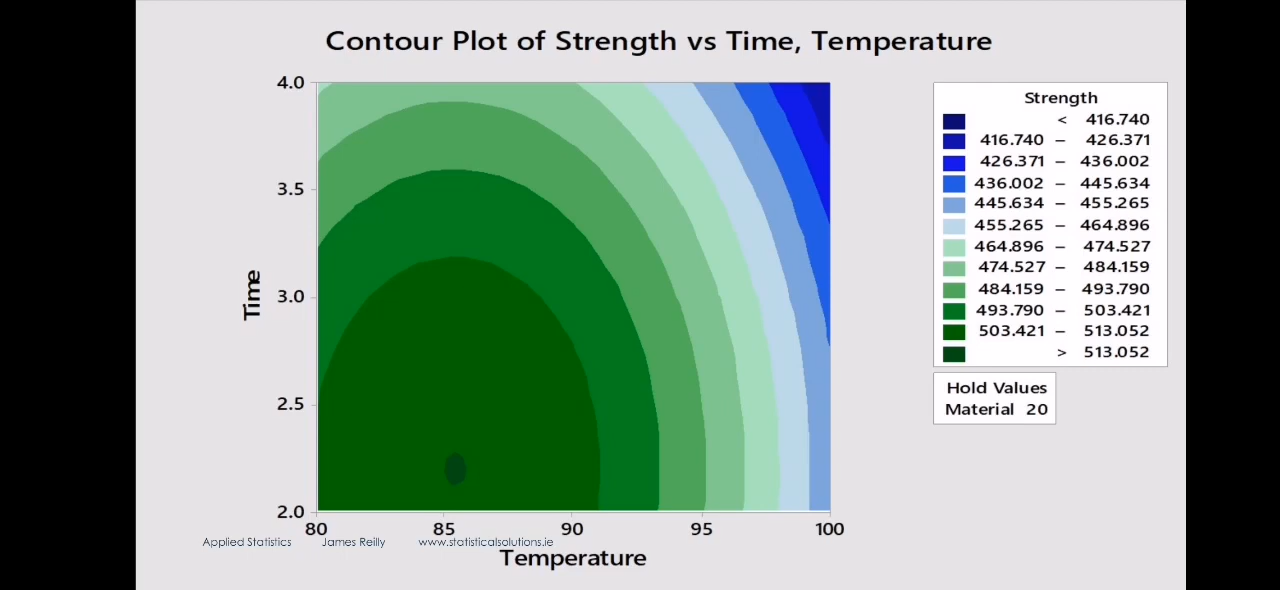 Contour Plot of Strength vs Time, Temperature
4.0
3.5
3.0
2.5
2.0
Time
80 85 90 95 100
Temperature
Strength
< 416.740
416.740 – 426.371
426.371 – 436.002
436.002 – 445.634
445.634 – 455.265
455.265 – 464.896
464.896 – 474.527
474.527 – 484.159
484.159 – 493.790
493.790 – 503.421
503.421 – 513.052
> 513.052
Hold Values
Material 20
Applied Statistics James Reilly www.statisticalsolutions.ie